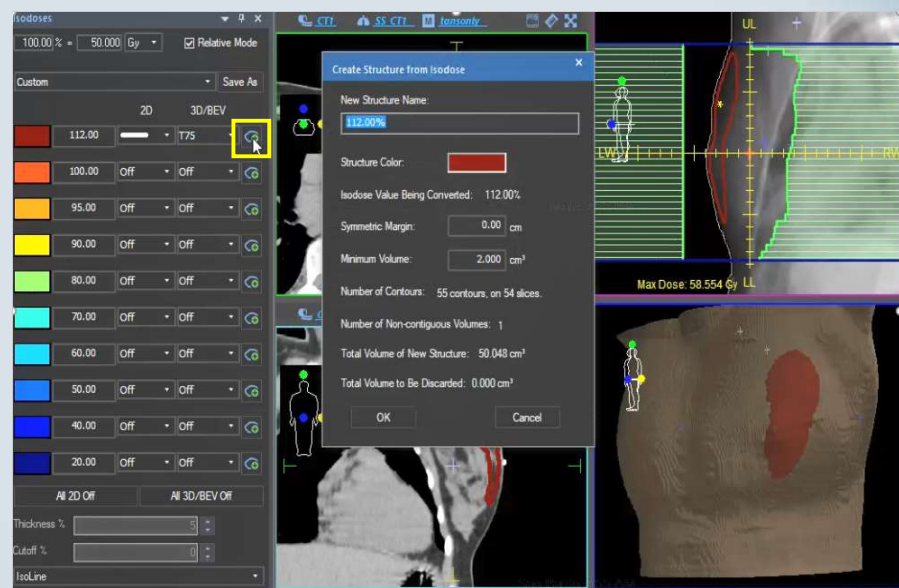 Isodoses
100.00 % = 50.000 Gy Relative Mode
Custom Save As
2D 3D/BEV
112.00 T75
100.00 Off Off
95.00 Off Off
90.00 Off Off
80.00 Off Off
70.00 Off Off
60.00 Off Off
50.00 Off Off
40.00 Off Off
20.00 Off Off
All 2D Off All 3D/BEV Off
Thickness % 5
Cutoff % 0
IsoLine
CT1 SS_CT1 M tansonly
Create Structure from Isodose
New Structure Name:
112.00%
Structure Color:
Isodose Value Being Converted: 112.00%
Symmetric Margin: 0.00 cm
Minimum Volume: 2.000 cm³
Number of Contours: 55 contours, on 54 slices.
Number of Non-contiguous Volumes: 1
Total Volume of New Structure: 50.048 cm³
Total Volume to Be Discarded: 0.000 cm³
OK Cancel
UL
LW RW
Max Dose: 58.554 Gy LL